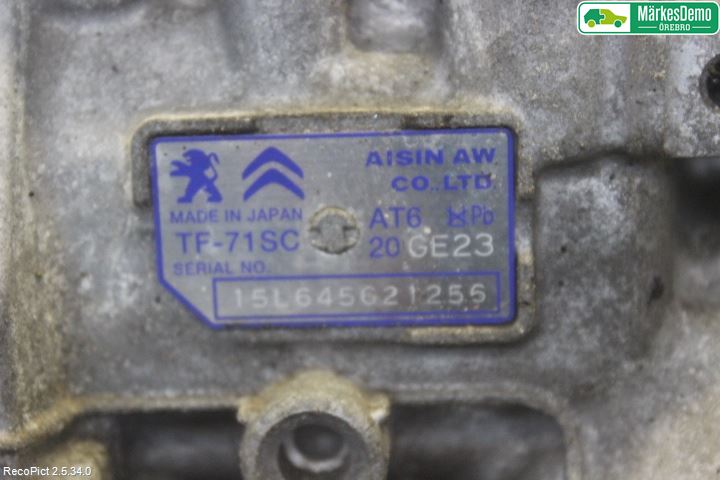 MärkesDemo
ÖREBRO
AISIN AW
CO.,LTD.
MADE IN JAPAN
AT6 Pb
TF-71SC
20 GE23
SERIAL NO.
15L645621256
RecoPict 2.5.34.0